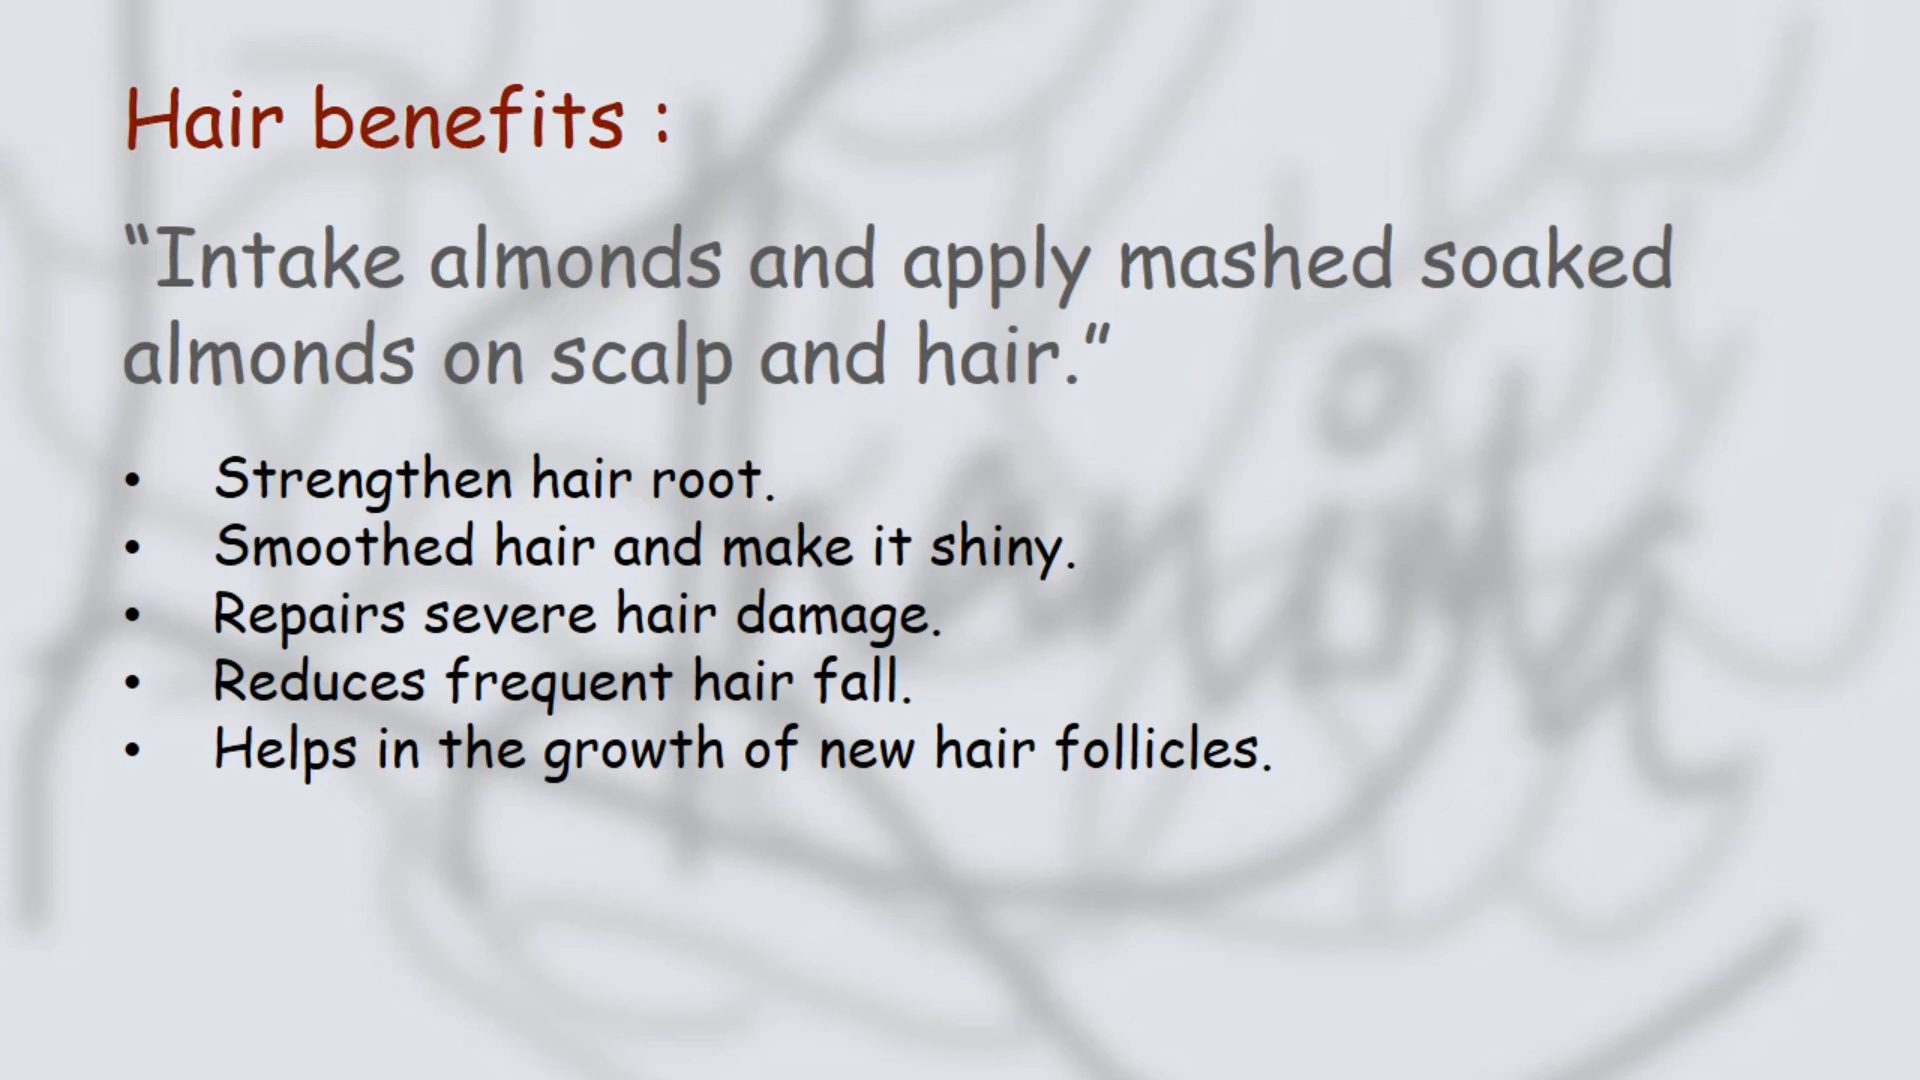 Hair benefits :
“Intake almonds and apply mashed soaked
almonds on scalp and hair.”
• Strengthen hair root.
• Smoothed hair and make it shiny.
• Repairs severe hair damage.
• Reduces frequent hair fall.
• Helps in the growth of new hair follicles.